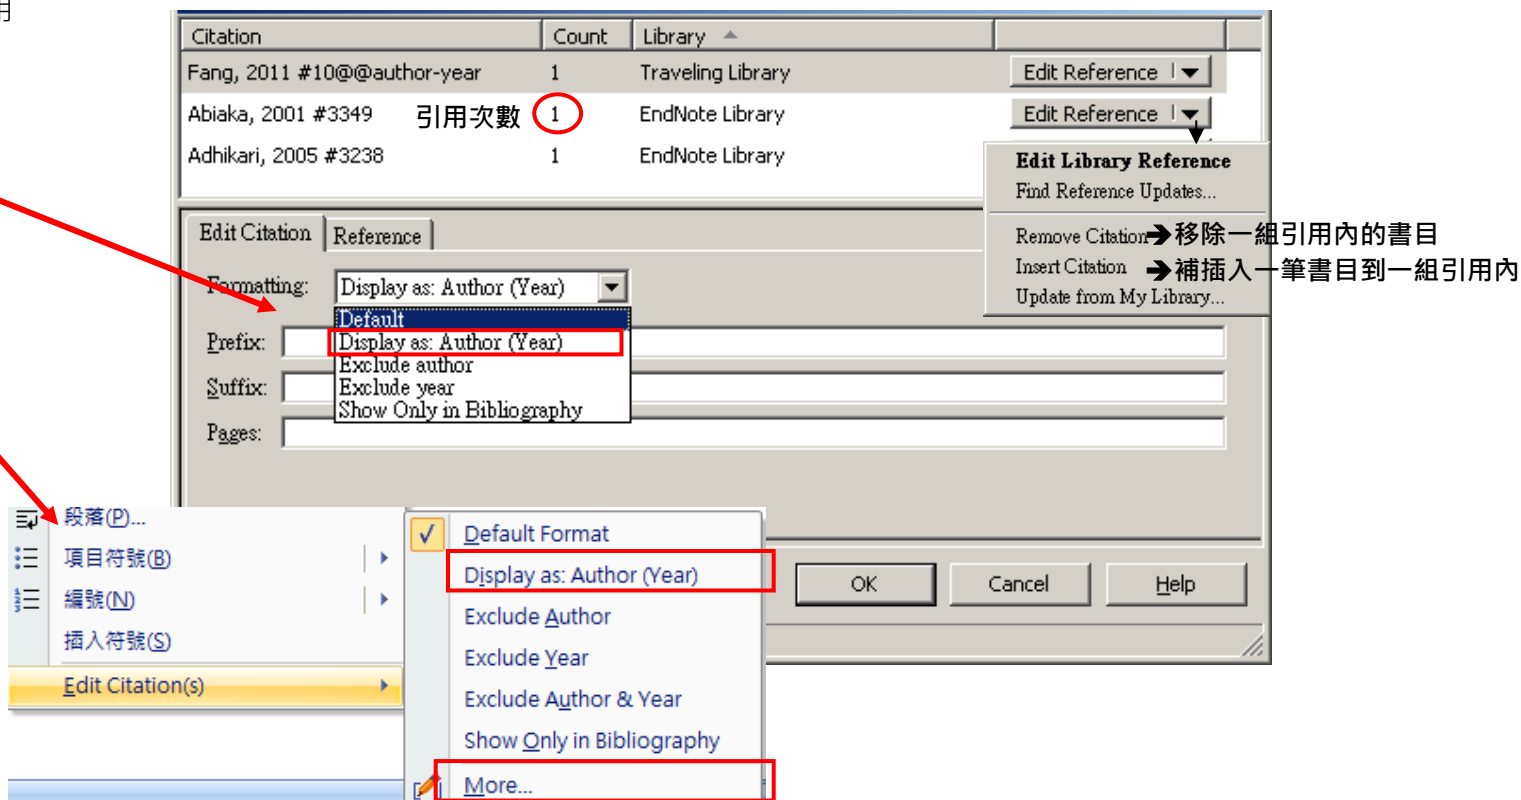 用
Citation Count Library
Fang, 2011 #10@@author-year 1 Traveling Library Edit Reference
Abiaka, 2001 #3349 引用次數 1 EndNote Library Edit Reference
Adhikari, 2005 #3238 1 EndNote Library
Edit Library Reference
Find Reference Updates...
Remove Citation➔移除一組引用內的書目
Insert Citation ➔補插入一筆書目到一組引用內
Update from My Library...
Edit Citation Reference
Formatting: Display as: Author (Year)
Default
Display as: Author (Year)
Exclude author
Exclude year
Show Only in Bibliography
Prefix:
Suffix:
Pages:
OK Cancel Help
段落(P)...
項目符號(B)
編號(N)
插入符號(S)
Edit Citation(s)
Default Format
Display as: Author (Year)
Exclude Author
Exclude Year
Exclude Author & Year
Show Only in Bibliography
More...